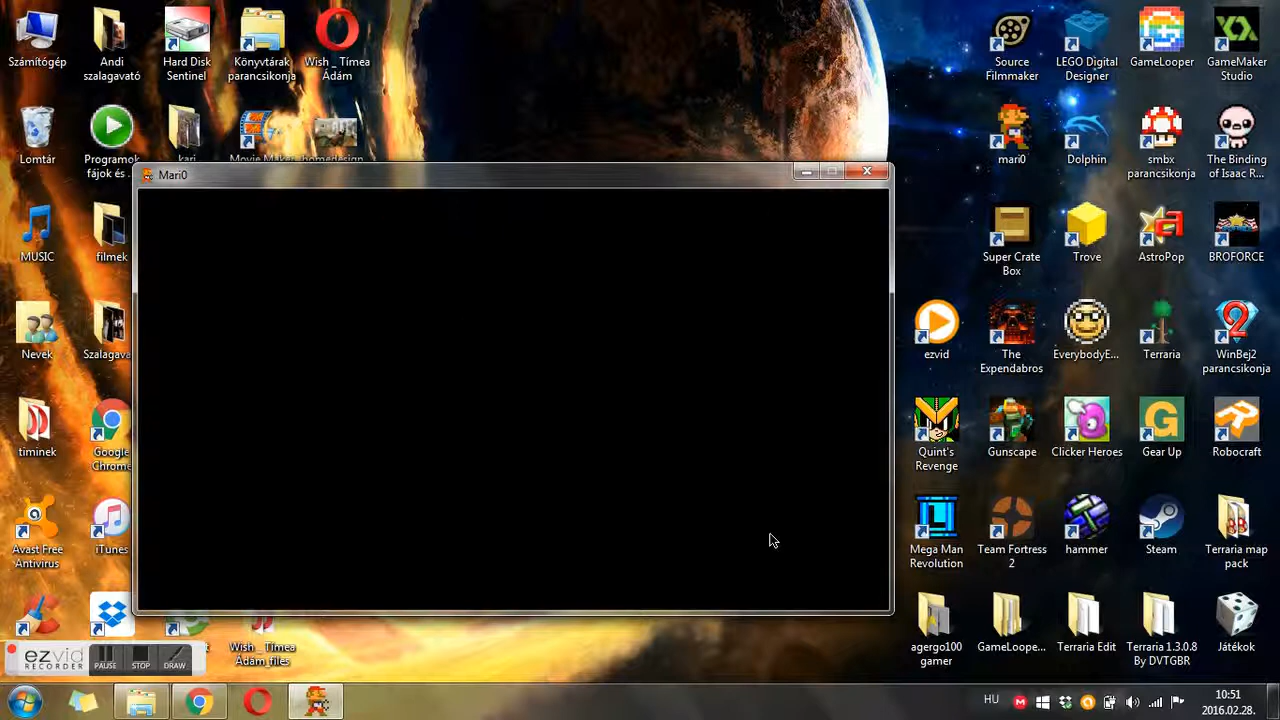 Számítógép
Andi
szalagavató
Hard Disk
Sentinel
Könyvtárak
parancsikonja
Wish _ Tímea
Ádám
Source
Filmmaker
LEGO Digital
Designer
GameLooper
GameMaker
Studio
Lomtár
Programok
fájok és ..
kari
Movie Maker
homedesign
mari0
Dolphin
smbx
parancsikonja
The Binding
of Isaac R...
Mari0
MUSIC
filmek
Super Crate
Box
Trove
AstroPop
BROFORCE
Nevek
Szalagava
ezvid
The
Expendabros
EverybodyE...
Terraria
WinBej2
parancsikonja
timinek
Google
Chrome
Quint's
Revenge
Gunscape
Clicker Heroes
Gear Up
Robocraft
Avast Free
Antivirus
iTunes
Mega Man
Revolution
Team Fortress
2
hammer
Steam
Terraria map
pack
Wish _ Tímea
Ádám_files
agergo100
gamer
GameLoope...
Terraria Edit
Terraria 1.3.0.8
By DVTGBR
Játékok
ezvid
RECORDER
PAUSE
STOP
DRAW
HU
10:51
2016.02.28.